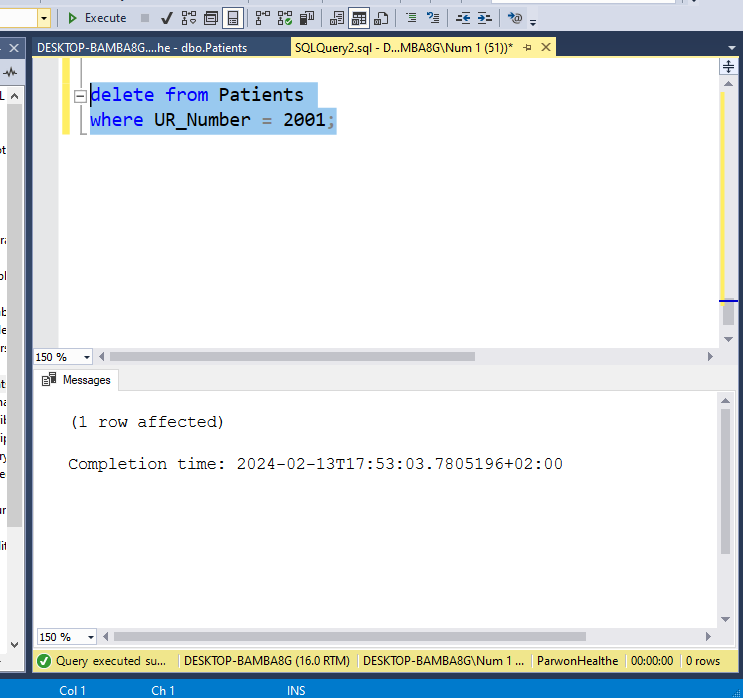 Execute
DESKTOP-BAMBA8G....he - dbo.Patients
SQLQuery2.sql - D...MBA8G\Num 1 (51))*
delete from Patients
where UR_Number = 2001;
150 %
Messages
(1 row affected)
Completion time: 2024-02-13T17:53:03.7805196+02:00
150 %
Query executed su... DESKTOP-BAMBA8G (16.0 RTM) DESKTOP-BAMBA8G\Num 1 ... ParwonHealthe 00:00:00 0 rows
Col 1 Ch 1 INS